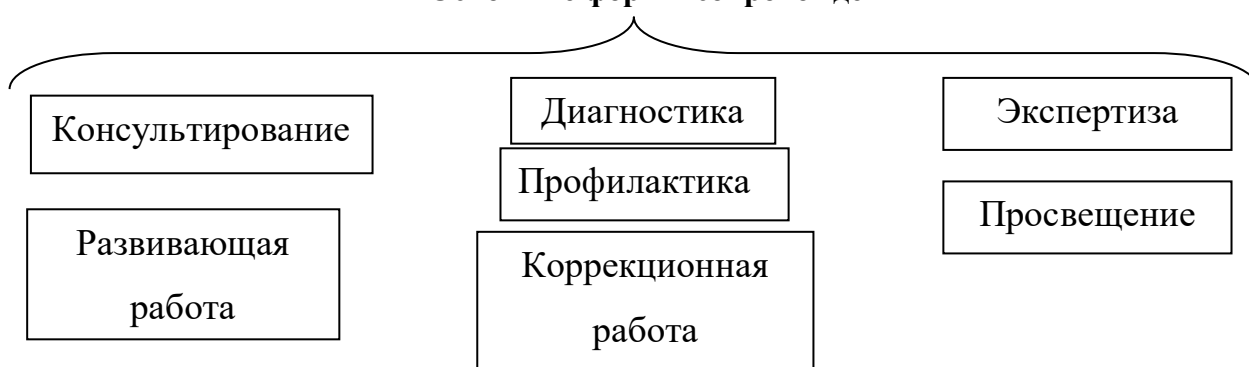 Консультирование
Диагностика
Экспертиза
Профилактика
Просвещение
Развивающая
работа
Коррекционная
работа